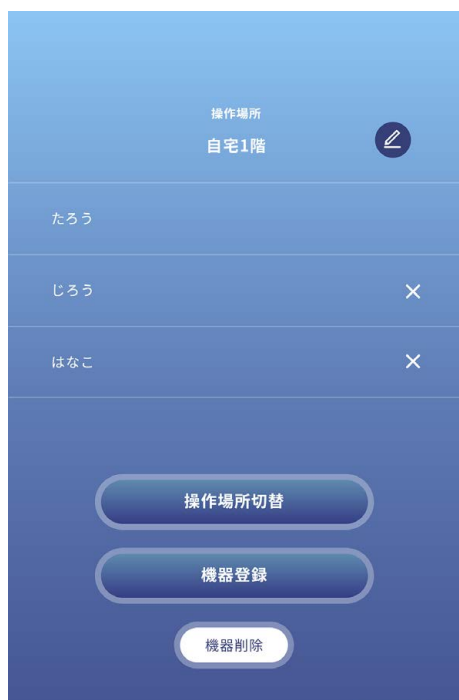 操作場所
自宅1階
たろう
じろう
はなこ
操作場所切替
機器登録
機器削除